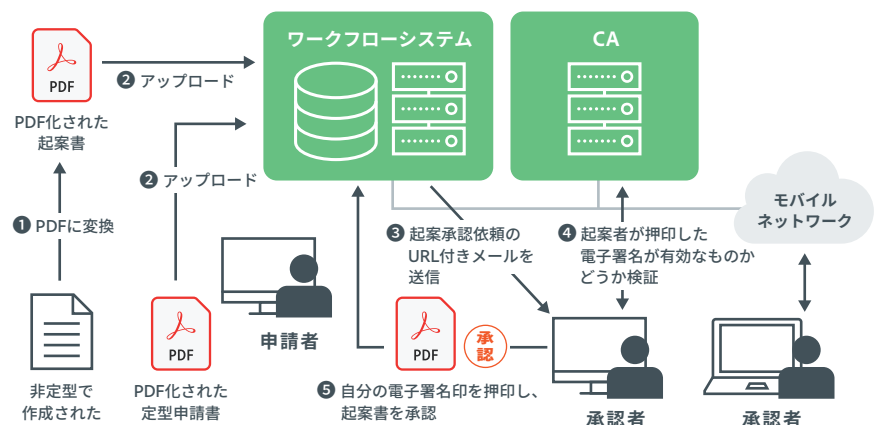 ワークフローシステム
CA
PDF
❷ アップロード
PDF化された
起案書
❷ アップロード
モバイル
ネットワーク
❶ PDFに変換
❸ 起案承認依頼の
URL付きメールを
送信
❹ 起案者が押印した
電子署名が有効なものか
どうか検証
申請者
PDF
PDF
承認
非定型で
作成された
PDF化された
定型申請書
❺ 自分の電子署名印を押印し、
起案書を承認
承認者
承認者